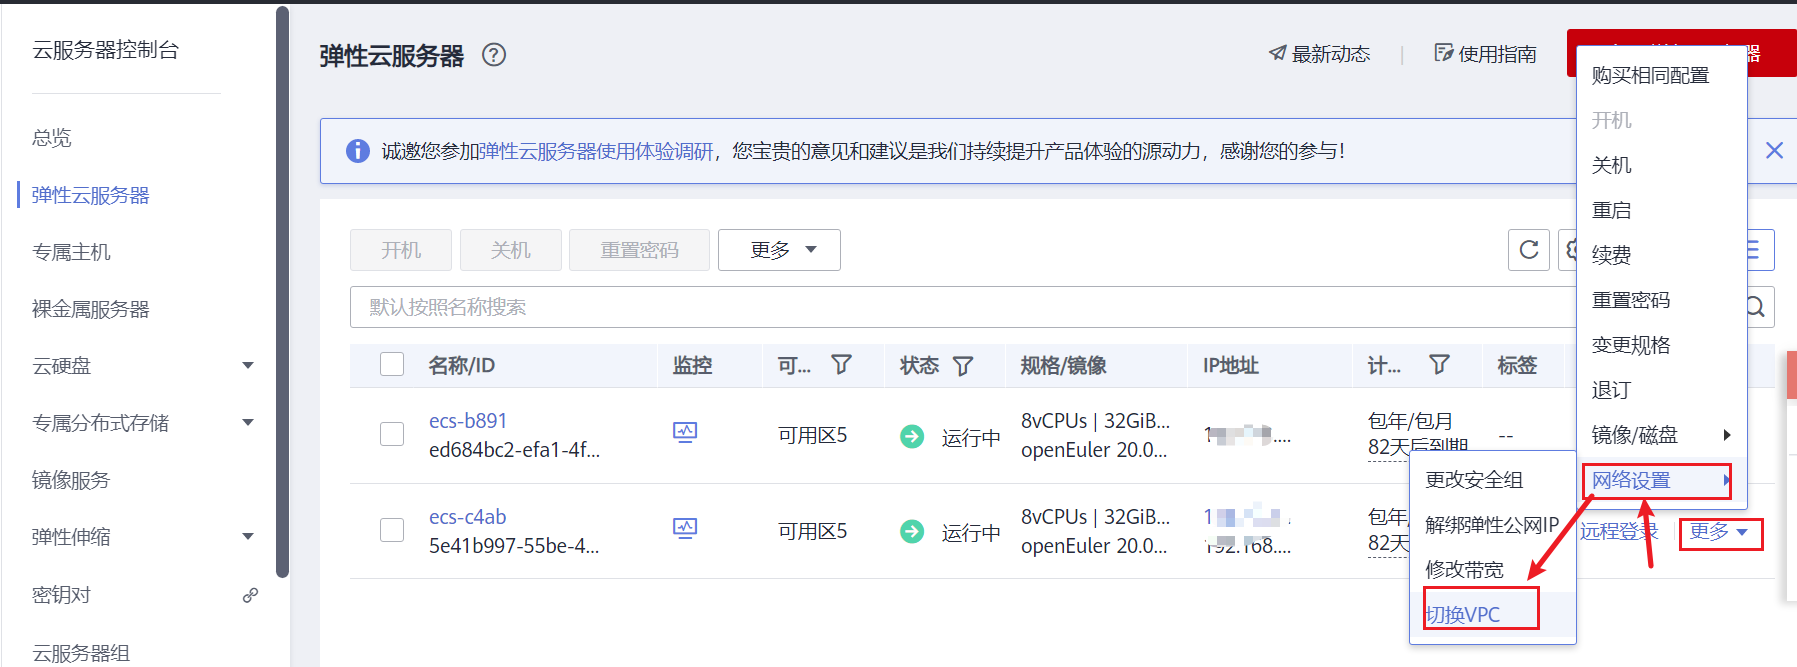 云服务器控制台
总览
弹性云服务器
专属主机
裸金属服务器
云硬盘
专属分布式存储
镜像服务
弹性伸缩
密钥对
云服务器组
弹性云服务器
最新动态
使用指南
器
诚邀您参加弹性云服务器使用体验调研，您宝贵的意见和建议是我们持续提升产品体验的源动力，感谢您的参与！
开机 关机 重置密码 更多
默认按照名称搜索
名称/ID 监控 可... 状态 规格/镜像 IP地址 计... 标签
ecs-b891
ed684bc2-efa1-4f...
可用区5
运行中
8vCPUs | 32GiB...
openEuler 20.0...
1
....
包年/包月
82天后到期
--
ecs-c4ab
5e41b997-55be-4...
可用区5
运行中
8vCPUs | 32GiB...
openEuler 20.0...
1
192.168....
包年/
82天
远程登录
更多
购买相同配置
开机
关机
重启
续费
重置密码
变更规格
退订
镜像/磁盘
网络设置
更改安全组
解绑弹性公网IP
修改带宽
切换VPC